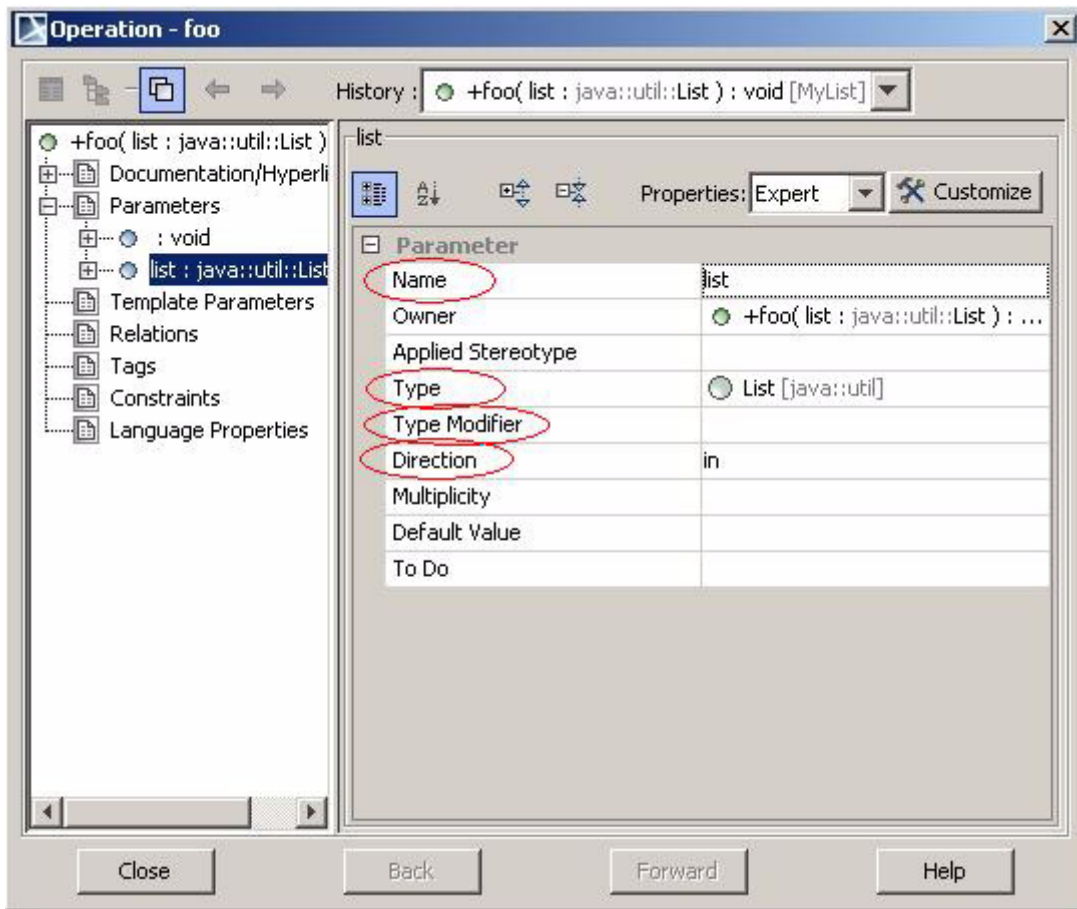 Operation - foo
History : +foo( list : java::util::List ) : void [MyList]
+foo( list : java::util::List )
Documentation/Hyperli
Parameters
: void
list : java::util::List
Template Parameters
Relations
Tags
Constraints
Language Properties
list
Properties: Expert Customize
Parameter
Name list
Owner +foo( list : java::util::List ) : ...
Applied Stereotype
Type List [java::util]
Type Modifier
Direction in
Multiplicity
Default Value
To Do
Close Back Forward Help